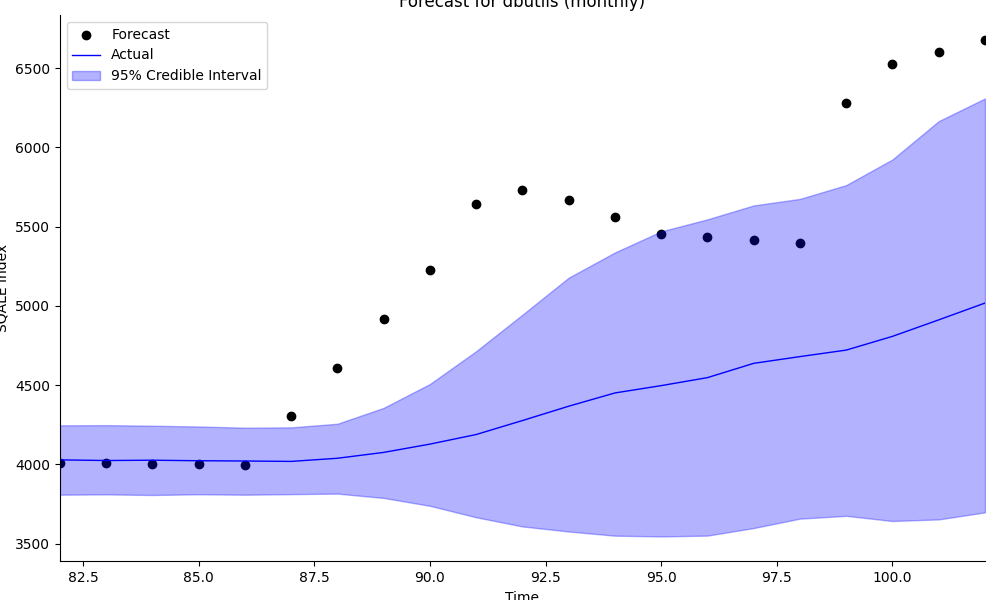 Forecast for dbutils (monthly)
Forecast
Actual
95% Credible Interval
SQALE Index
6500
6000
5500
5000
4500
4000
3500
82.5 85.0 87.5 90.0 92.5 95.0 97.5 100.0
Time